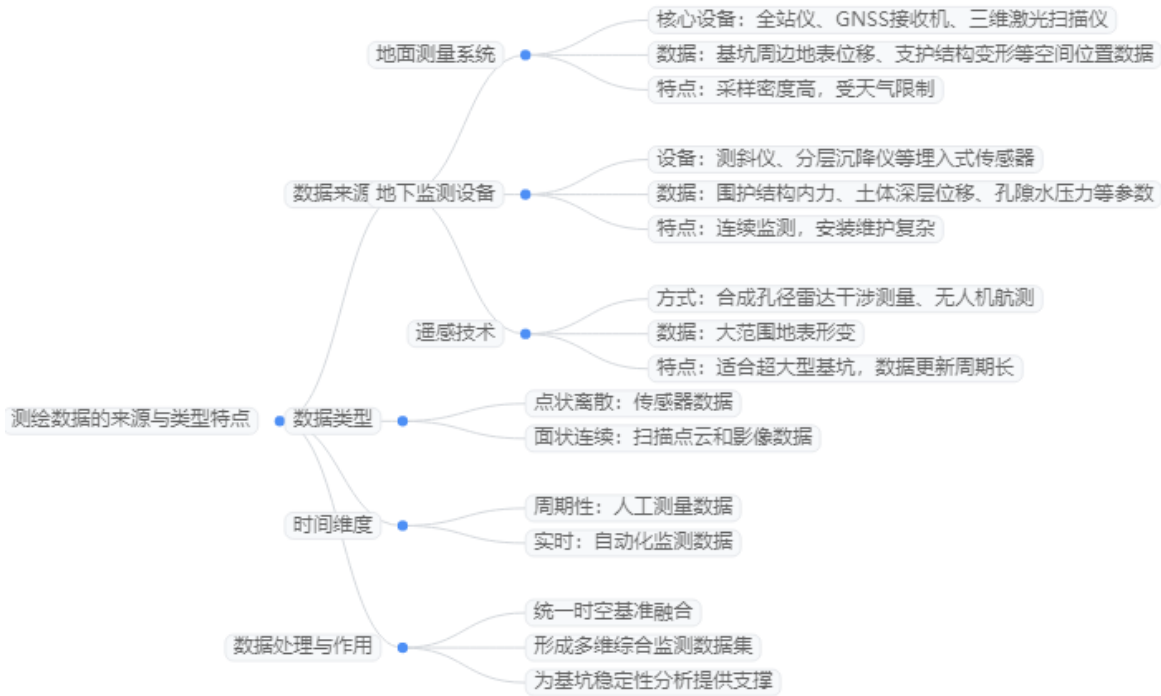 核心设备：全站仪、GNSS接收机、三维激光扫描仪
地面测量系统
数据：基坑周边地表位移、支护结构变形等空间位置数据
特点：采样密度高，受天气限制
设备：测斜仪、分层沉降仪等埋入式传感器
数据来源
地下监测设备
数据：围护结构内力、土体深层位移、孔隙水压力等参数
特点：连续监测，安装维护复杂
方式：合成孔径雷达干涉测量、无人机航测
遥感技术
数据：大范围地表形变
特点：适合超大型基坑，数据更新周期长
测绘数据的来源与类型特点
数据类型
点状离散：传感器数据
面状连续：扫描点云和影像数据
时间维度
周期性：人工测量数据
实时：自动化监测数据
数据处理与作用
统一时空基准融合
形成多维综合监测数据集
为基坑稳定性分析提供支撑